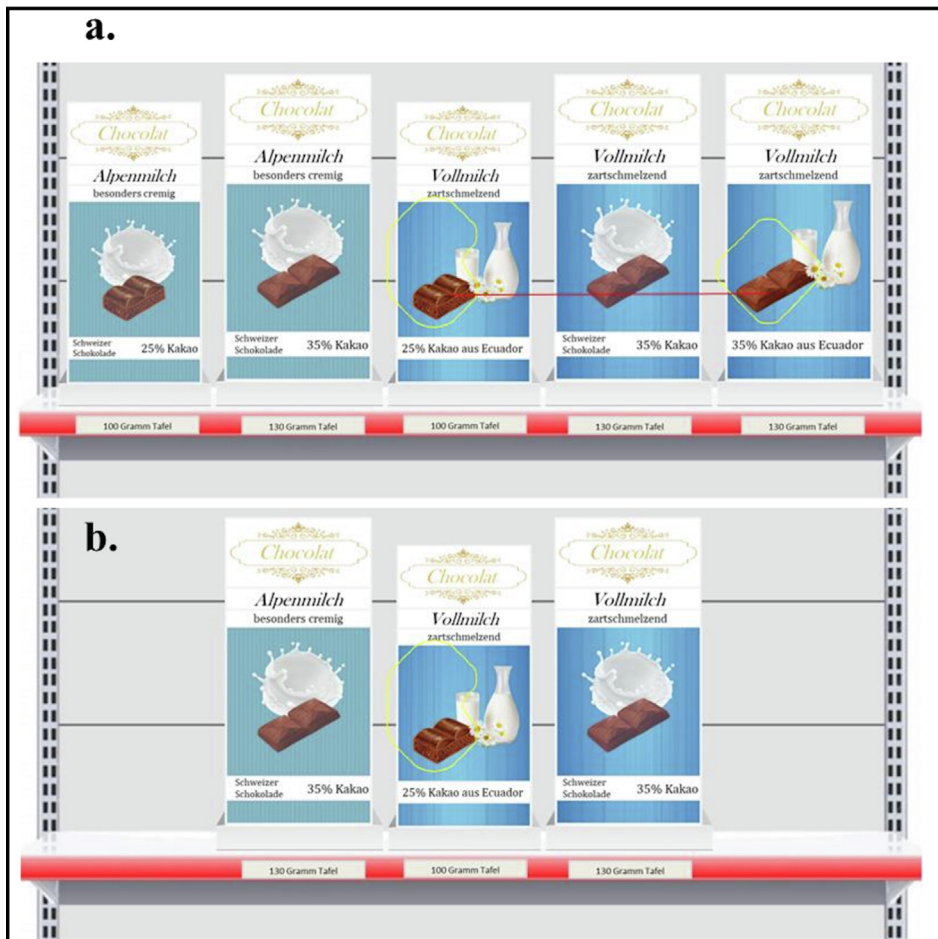 a.
Chocolat
Alpenmilch
besonders cremig
Schweizer
Schokolade
25% Kakao
Chocolat
Alpenmilch
besonders cremig
Schweizer
Schokolade
35% Kakao
Chocolat
Vollmilch
zartschmelzend
25% Kakao aus Ecuador
Chocolat
Vollmilch
zartschmelzend
Schweizer
Schokolade
35% Kakao
Chocolat
Vollmilch
zartschmelzend
35% Kakao aus Ecuador
100 Gramm Tafel
130 Gramm Tafel
100 Gramm Tafel
130 Gramm Tafel
130 Gramm Tafel
b.
Chocolat
Alpenmilch
besonders cremig
Schweizer
Schokolade
35% Kakao
Chocolat
Vollmilch
zartschmelzend
25% Kakao aus Ecuador
Chocolat
Vollmilch
zartschmelzend
Schweizer
Schokolade
35% Kakao
130 Gramm Tafel
100 Gramm Tafel
130 Gramm Tafel